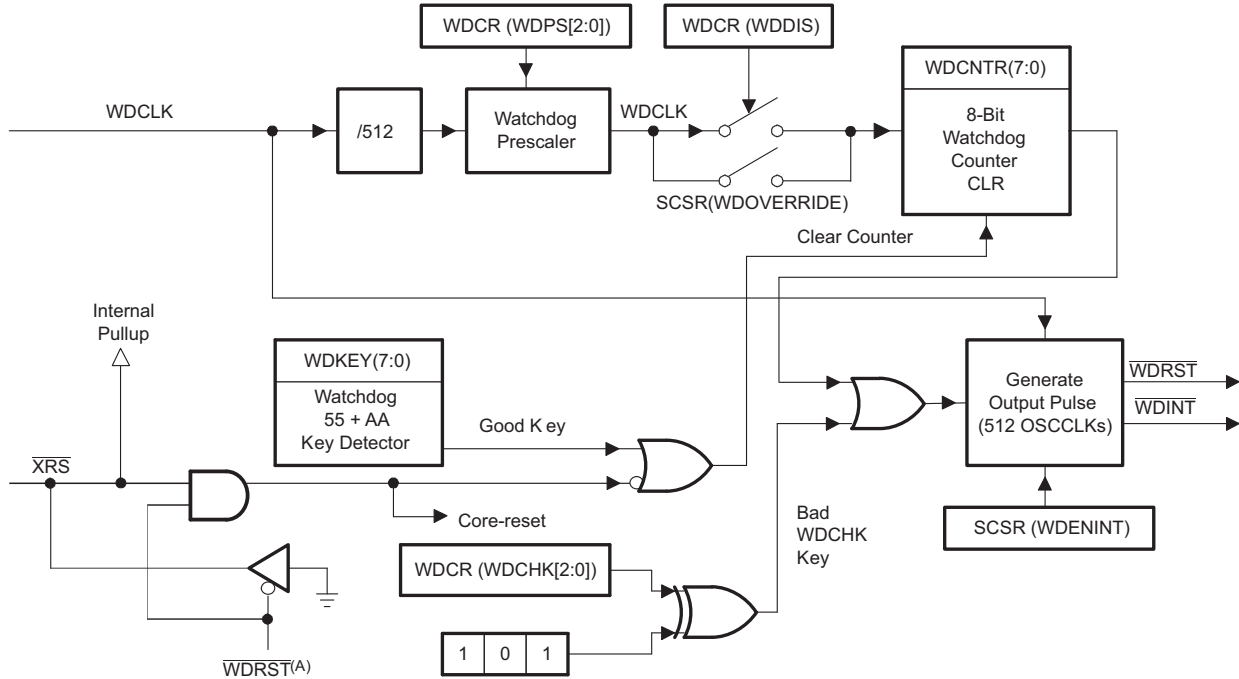 WDCR (WDPS[2:0])
WDCR (WDDIS)
WDCNTR(7:0)
WDCLK
/512
Watchdog
Prescaler
WDCLK
8-Bit
Watchdog
Counter
CLR
SCSR(WDOVERRIDE)
Clear Counter
Internal
Pullup
WDKEY(7:0)
Watchdog
55 + AA
Key Detector
Good Key
Generate
Output Pulse
(512 OSCCLKs)
WDRST
WDINT
XRS
Core-reset
Bad
WDCHK
Key
SCSR (WDENINT)
WDCR (WDCHK[2:0])
1 0 1
WDRST(A)